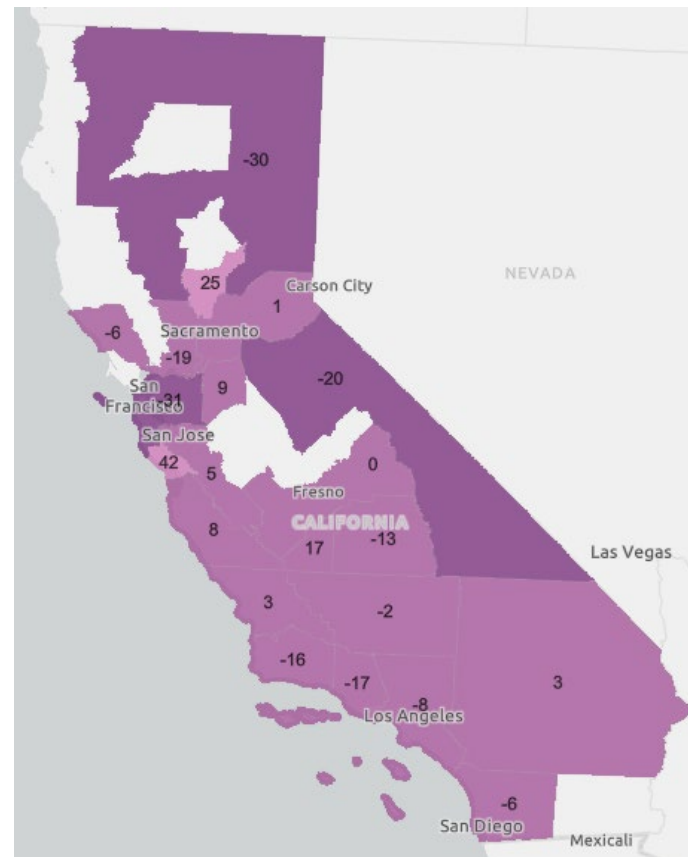 -30
25
Carson City
NEVADA
1
-6
Sacramento
-19
-20
9
San
Francisco
-31
San Jose
42
5
0
Fresno
CALIFORNIA
8
17
-13
Las Vegas
3
-2
-16
-17
3
-8
Los Angeles
-6
San Diego
Mexicali